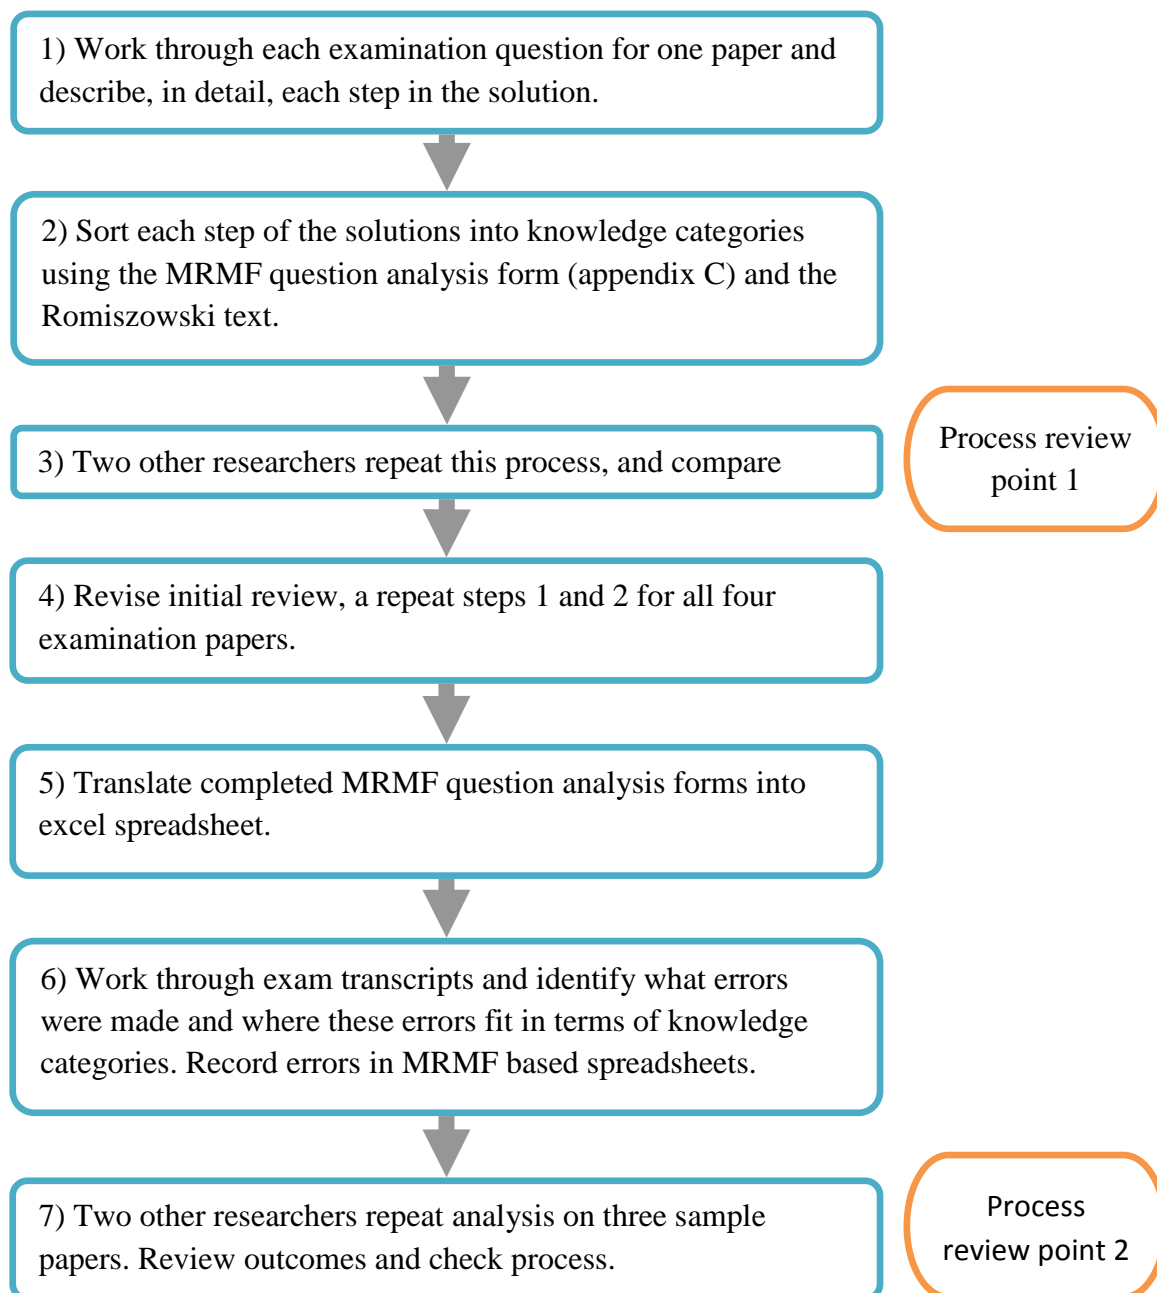 1) Work through each examination question for one paper and
describe, in detail, each step in the solution.
2) Sort each step of the solutions into knowledge categories
using the MRMF question analysis form (appendix C) and the
Romiszowski text.
3) Two other researchers repeat this process, and compare
Process review
point 1
4) Revise initial review, a repeat steps 1 and 2 for all four
examination papers.
5) Translate completed MRMF question analysis forms into
excel spreadsheet.
6) Work through exam transcripts and identify what errors
were made and where these errors fit in terms of knowledge
categories. Record errors in MRMF based spreadsheets.
7) Two other researchers repeat analysis on three sample
papers. Review outcomes and check process.
Process
review point 2